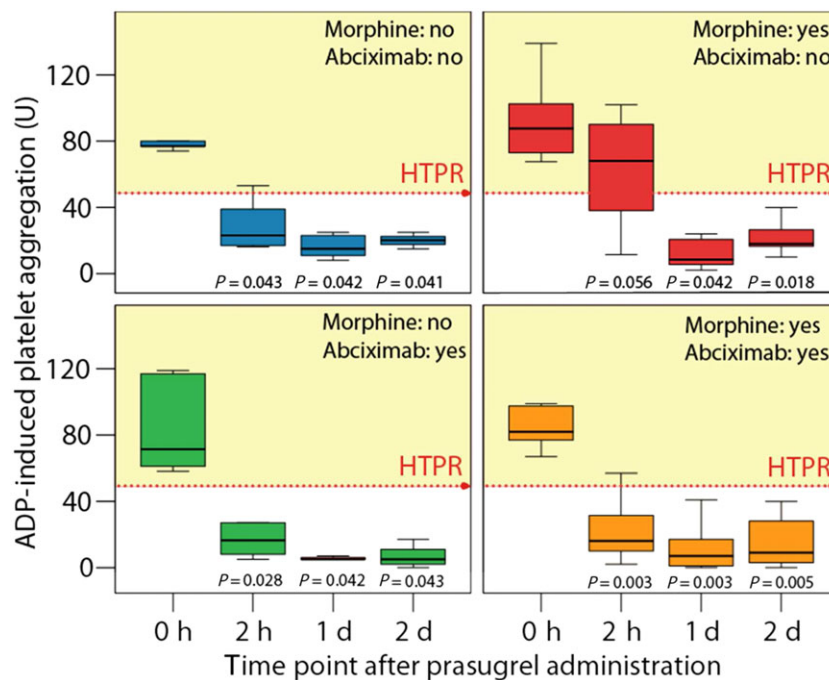 ADP-induced platelet aggregation (U)
Morphine: no
Abciximab: no
120
80
40
0
HTPR
P = 0.043 P = 0.042 P = 0.041
Morphine: yes
Abciximab: no
HTPR
P = 0.056 P = 0.042 P = 0.018
Morphine: no
Abciximab: yes
120
80
40
0
HTPR
P = 0.028 P = 0.042 P = 0.043
Morphine: yes
Abciximab: yes
HTPR
P = 0.003 P = 0.003 P = 0.005
0 h 2 h 1 d 2 d
0 h 2 h 1 d 2 d
Time point after prasugrel administration